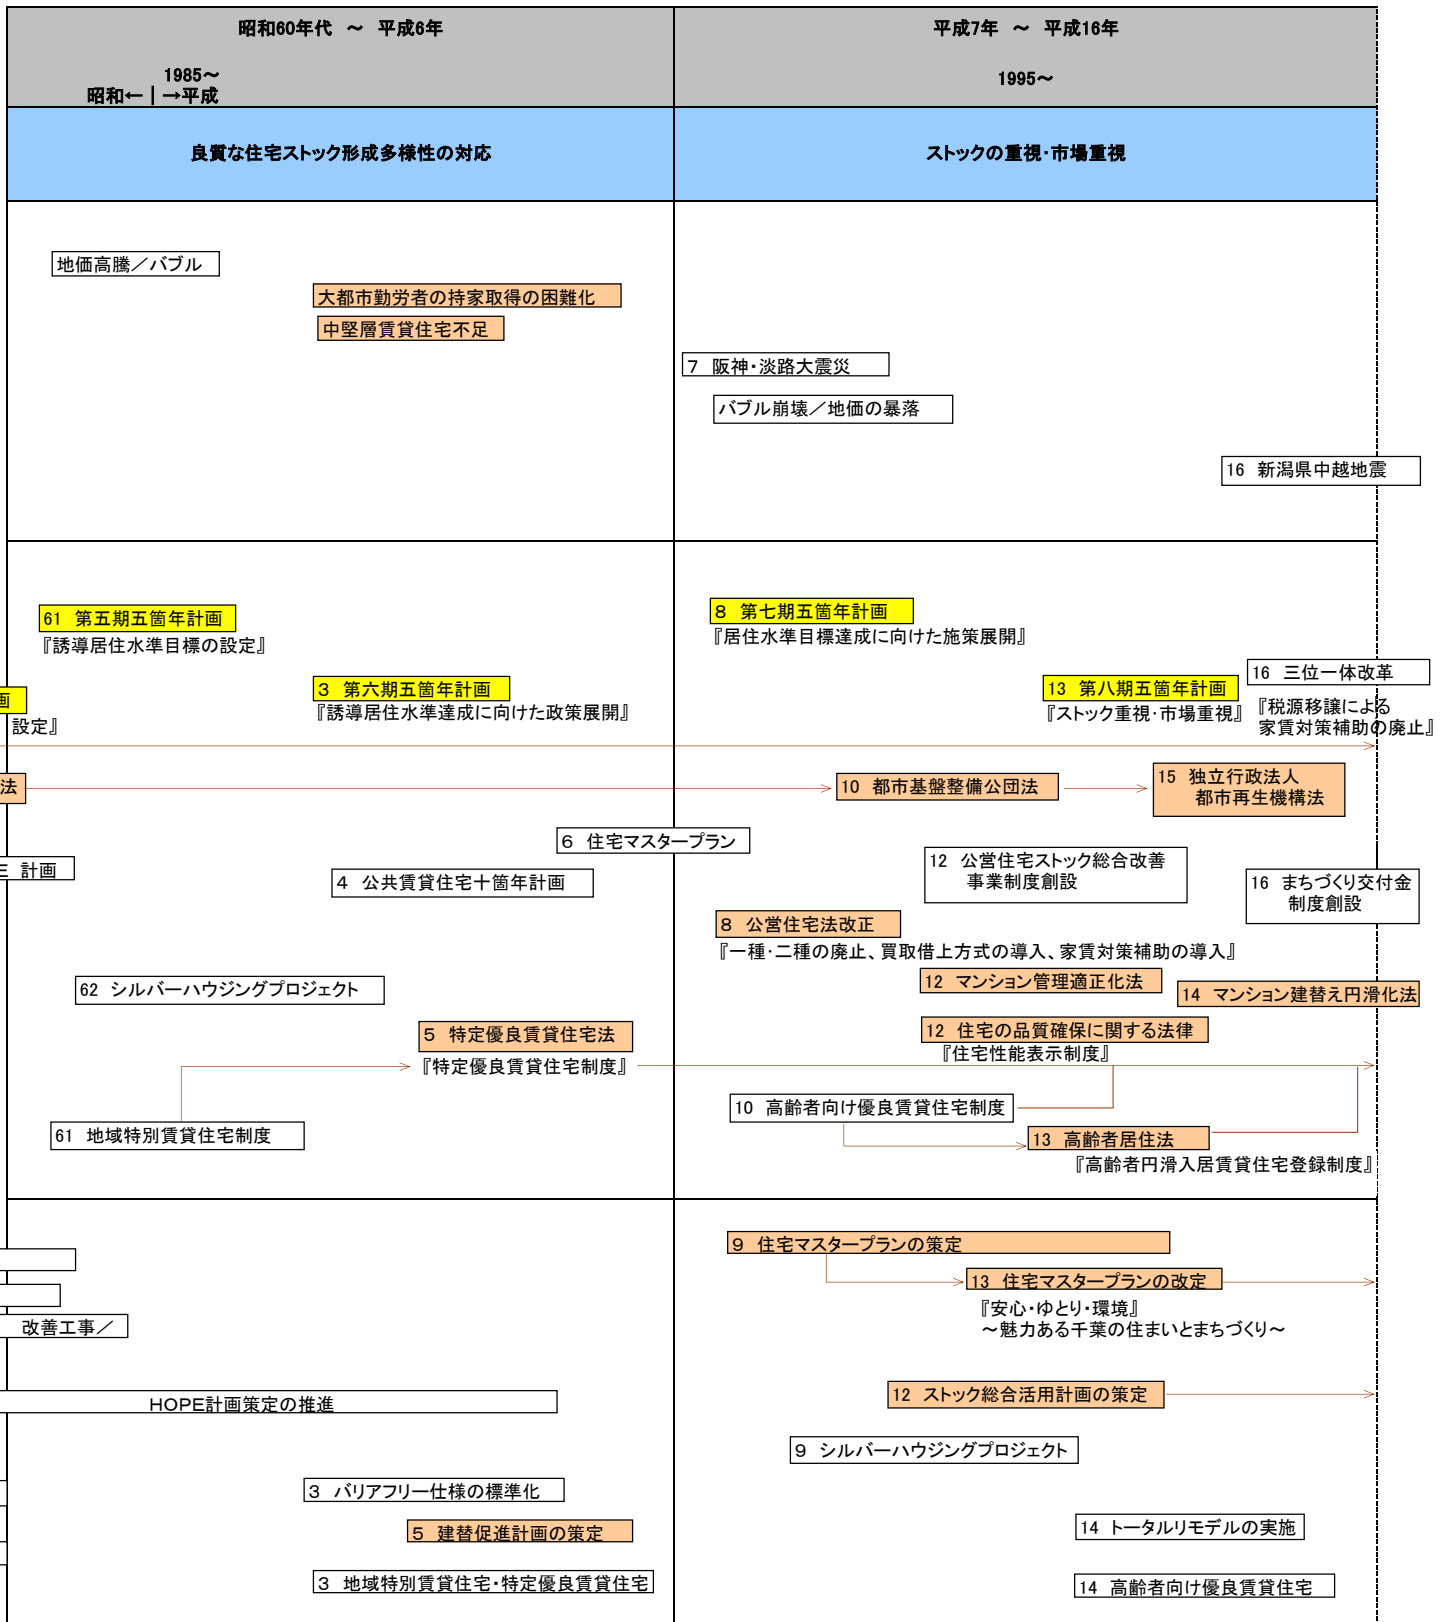 昭和60年代 ～ 平成6年
1985～
昭和←｜→平成
平成7年 ～ 平成16年
1995～
良質な住宅ストック形成多様性の対応
ストックの重視・市場重視
地価高騰／バブル
大都市勤労者の持家取得の困難化
中堅層賃貸住宅不足
7 阪神・淡路大震災
バブル崩壊／地価の暴落
16 新潟県中越地震
61 第五期五箇年計画
『誘導居住水準目標の設定』
8 第七期五箇年計画
『居住水準目標達成に向けた施策展開』
画
設定』
3 第六期五箇年計画
『誘導居住水準達成に向けた政策展開』
13 第八期五箇年計画
『ストック重視・市場重視』
16 三位一体改革
『税源移譲による
家賃対策補助の廃止』
法
10 都市基盤整備公団法
15 独立行政法人
都市再生機構法
6 住宅マスタープラン
三 計画
4 公共賃貸住宅十箇年計画
12 公営住宅ストック総合改善
事業制度創設
16 まちづくり交付金
制度創設
8 公営住宅法改正
『一種・二種の廃止、買取借上方式の導入、家賃対策補助の導入』
62 シルバーハウジングプロジェクト
12 マンション管理適正化法
14 マンション建替え円滑化法
5 特定優良賃貸住宅法
『特定優良賃貸住宅制度』
12 住宅の品質確保に関する法律
『住宅性能表示制度』
61 地域特別賃貸住宅制度
10 高齢者向け優良賃貸住宅制度
13 高齢者居住法
『高齢者円滑入居賃貸住宅登録制度』
9 住宅マスタープランの策定
13 住宅マスタープランの改定
『安心・ゆとり・環境』
～魅力ある千葉の住まいとまちづくり～
改善工事／
HOPE計画策定の推進
12 ストック総合活用計画の策定
9 シルバーハウジングプロジェクト
3 バリアフリー仕様の標準化
5 建替促進計画の策定
14 トータルリモデルの実施
3 地域特別賃貸住宅・特定優良賃貸住宅
14 高齢者向け優良賃貸住宅